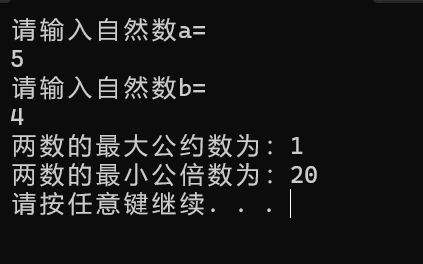 请输入自然数a=
5
请输入自然数b=
4
两数的最大公约数为：1
两数的最小公倍数为：20
请按任意键继续. . .